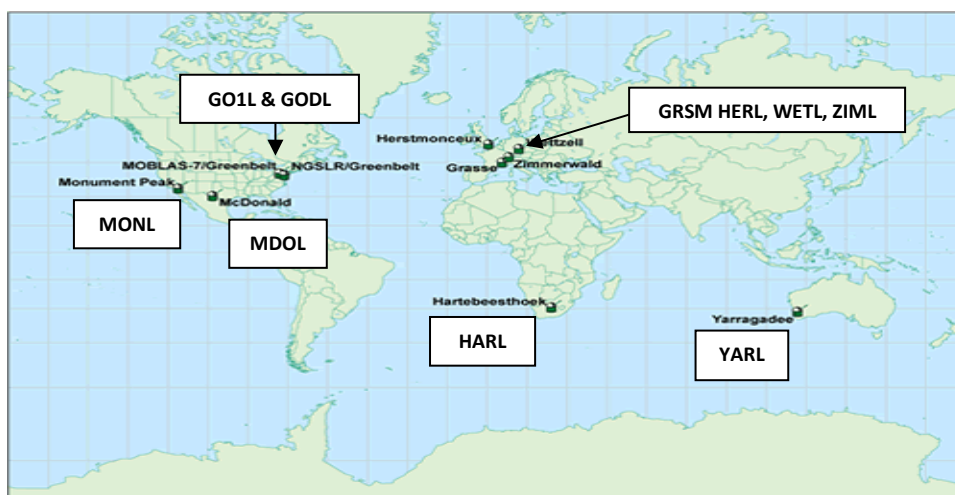 GO1L & GODL
GRSM HERL, WETL, ZIML
Herstmonceux
Wettzell
MOBLAS-7/Greenbelt
NGSLR/Greenbelt
Grasse
Zimmerwald
Monument Peak
McDonald
MONL
MDOL
Hartebeesthoek
Yarragadee
HARL
YARL